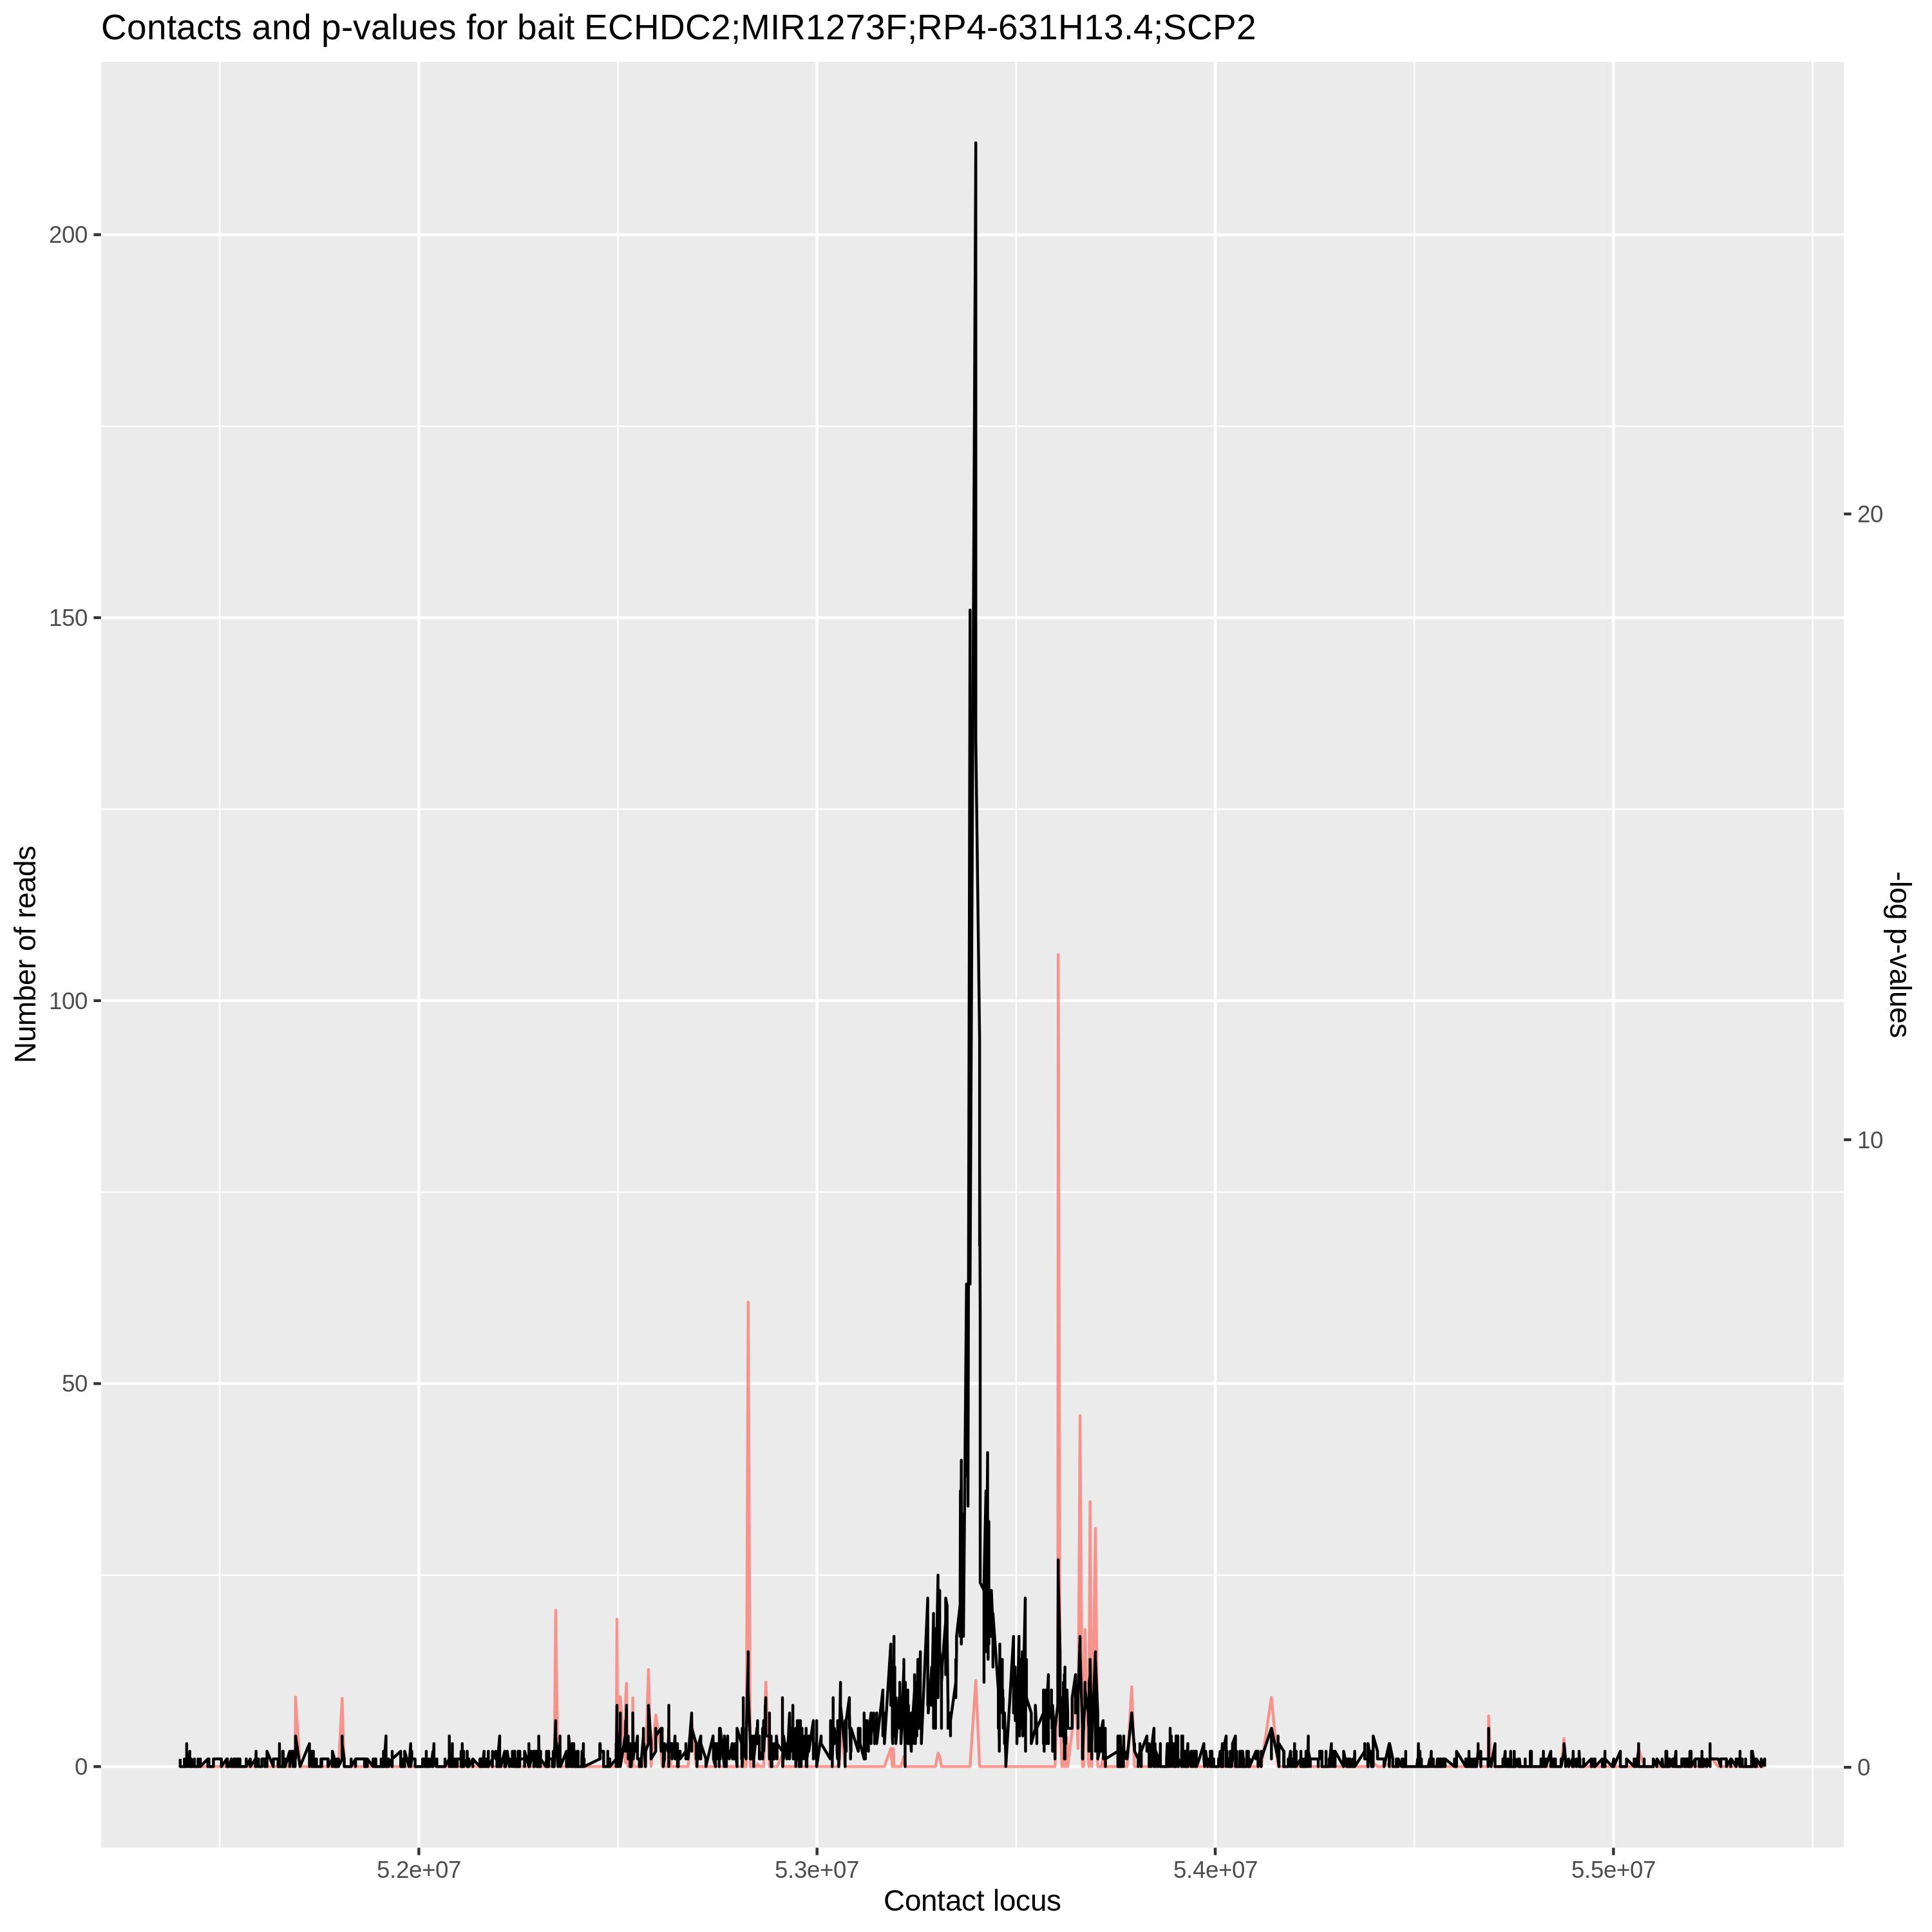 Contacts and p-values for bait ECHDC2;MIR1273F;RP4-631H13.4;SCP2
Number of reads
200
150
100
50
0
20
10
0
-log p-values
5.2e+07 5.3e+07 5.4e+07 5.5e+07
Contact locus